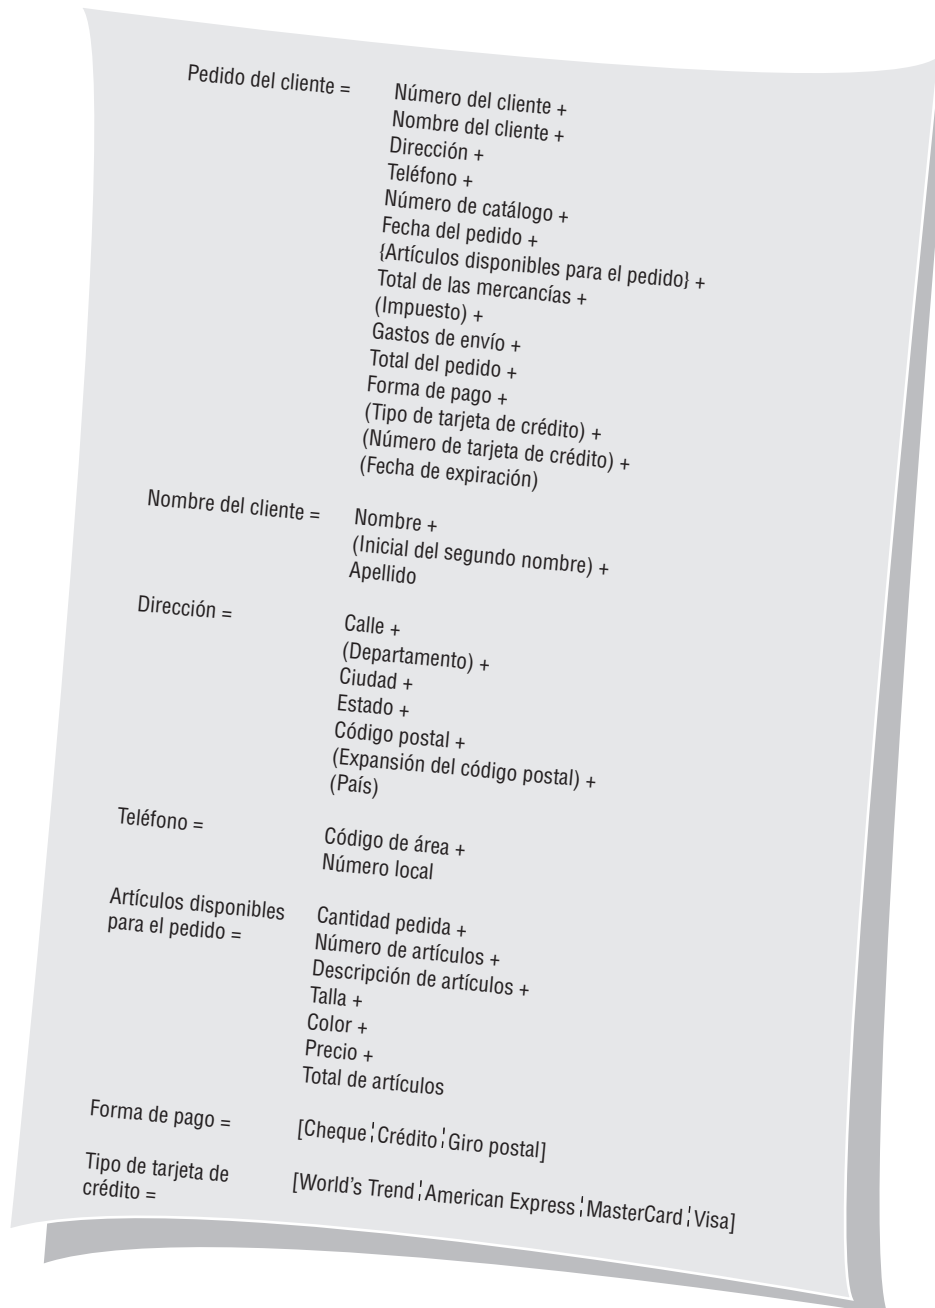 Pedido del cliente = Número del cliente +
Nombre del cliente +
Dirección +
Teléfono +
Número de catálogo +
Fecha del pedido +
{Artículos disponibles para el pedido} +
Total de las mercancías +
(Impuesto) +
Gastos de envío +
Total del pedido +
Forma de pago +
(Tipo de tarjeta de crédito) +
(Número de tarjeta de crédito) +
(Fecha de expiración)
Nombre del cliente = Nombre +
(Inicial del segundo nombre) +
Apellido
Dirección = Calle +
(Departamento) +
Ciudad +
Estado +
Código postal +
(Expansión del código postal) +
(País)
Teléfono = Código de área +
Número local
Artículos disponibles
para el pedido = Cantidad pedida +
Número de artículos +
Descripción de artículos +
Talla +
Color +
Precio +
Total de artículos
Forma de pago = [Cheque¦Crédito¦Giro postal]
Tipo de tarjeta de
crédito = [World's Trend¦American Express¦MasterCard¦Visa]